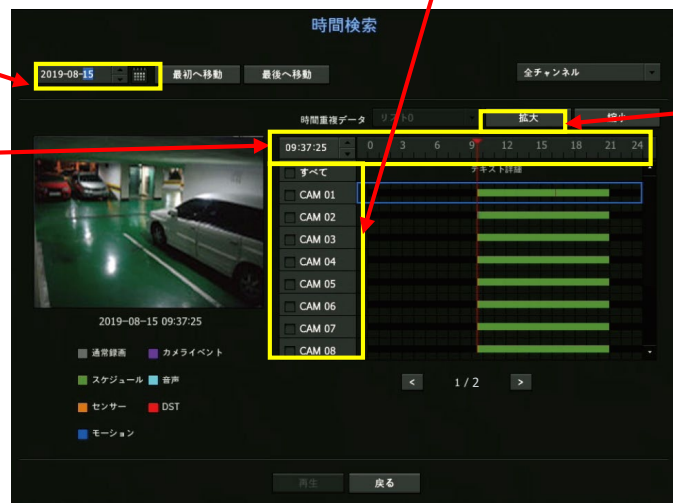 時間検索
2019-08-15 最初へ移動 最後へ移動 全チャンネル
時間重複データ リスト0 拡大 縮小
09:37:25 0 3 6 9 12 15 18 21 24
すべて テキスト詳細
CAM 01
CAM 02
CAM 03
CAM 04
CAM 05
CAM 06
CAM 07
CAM 08
2019-08-15 09:37:25
通常録画 カメライベント
スケジュール 音声
センサー DST
モーション
< 1 / 2 >
再生 戻る